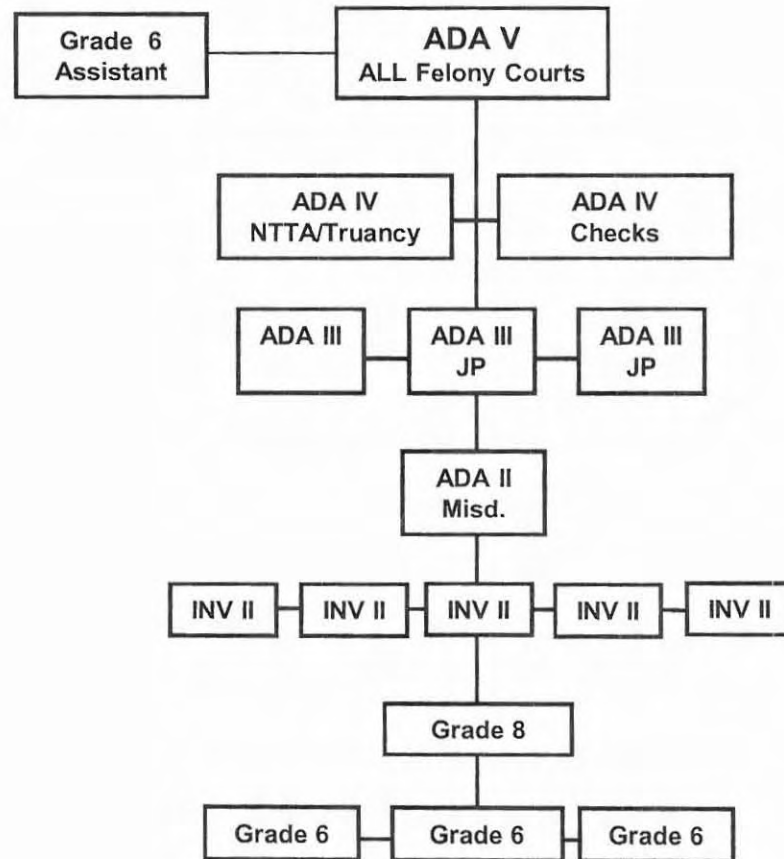 Grade 6
Assistant
ADA V
ALL Felony Courts
ADA IV
NTTA/Truancy
ADA IV
Checks
ADA III
ADA III
JP
ADA III
JP
ADA II
Misd.
INV II
INV II
INV II
INV II
INV II
Grade 8
Grade 6
Grade 6
Grade 6